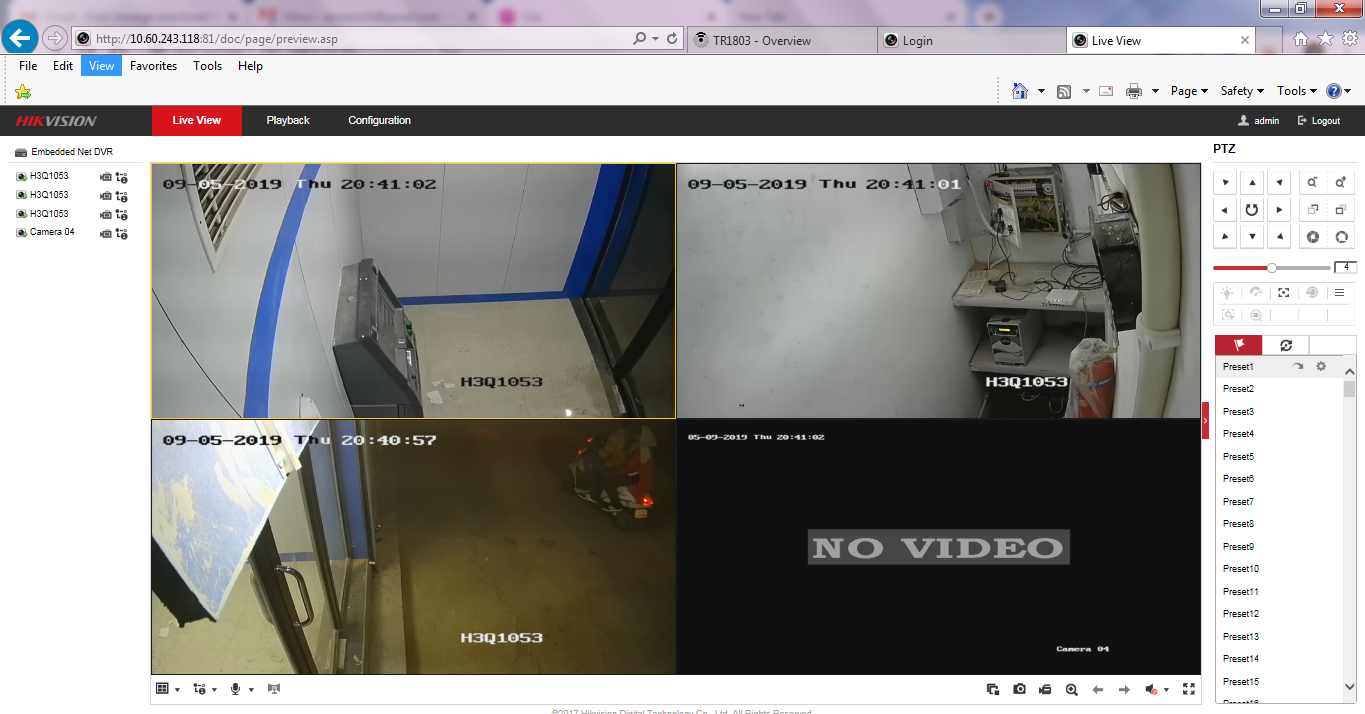 http://10.60.243.118:81/doc/page/preview.asp
TR1803 - Overview
Login
Live View
File Edit View Favorites Tools Help
Page Safety Tools
HIKVISION Live View Playback Configuration admin Logout
Embedded Net DVR
H3Q1053
H3Q1053
H3Q1053
Camera 04
09-05-2019 Thu 20:41:02
H3Q1053
09-05-2019 Thu 20:41:01
H3Q1053
09-05-2019 Thu 20:40:57
H3Q1053
05-09-2019 Thu 20:41:02
NO VIDEO
Camera 04
PTZ
4
Preset1
Preset2
Preset3
Preset4
Preset5
Preset6
Preset7
Preset8
Preset9
Preset10
Preset11
Preset12
Preset13
Preset14
Preset15
Preset16
©2017 Hikvision Digital Technology Co., Ltd. All Rights Reserved.